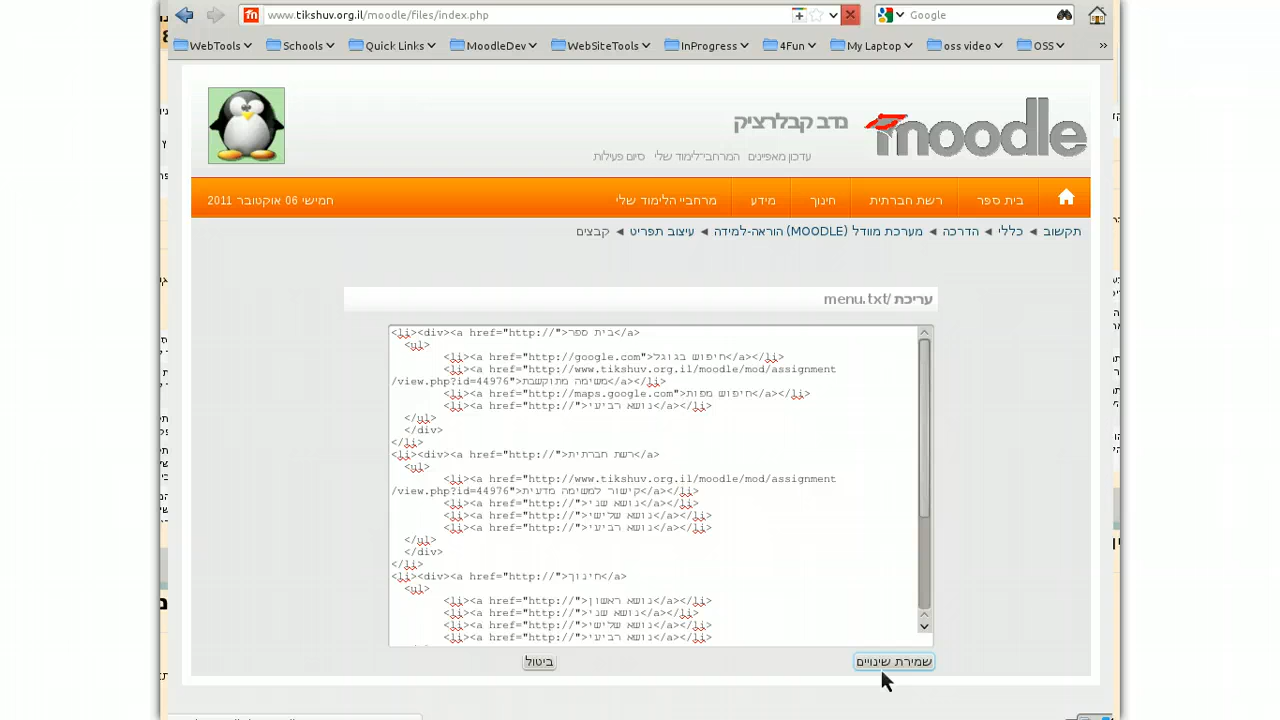 www.tikshuv.org.il/moodle/files/index.php
Google
WebTools Schools Quick Links MoodleDev WebSiteTools InProgress 4Fun My Laptop oss video OSS »
moodle
נדב קבלרציק
עדכון מאפיינים המרחבי־לימוד שלי סיום פעילות
בית ספר רשת חברתית חינוך מידע מרחביי הלימוד שלי חמישי 06 אוקטובר 2011
תקשוב ◄ כללי ◄ הדרכה ◄ מערכת מוודל (MOODLE) הוראה-למידה ◄ עיצוב תפריט ◄ קבצים
עריכת /menu.txt
<li><div><a href="http://">בית ספר</a>
<ul>
<li><a href="http://google.com">חיפוש בגוגל</a></li>
<li><a href="http://www.tikshuv.org.il/moodle/mod/assignment
/view.php?id=44976">משימה מתוקשבת</a></li>
<li><a href="http://maps.google.com">חיפוש מפות</a></li>
<li><a href="http://">נושא רביעי</a></li>
</ul>
</div>
</li>
<li><div><a href="http://">רשת חברתית</a>
<ul>
<li><a href="http://www.tikshuv.org.il/moodle/mod/assignment
/view.php?id=44976">קישור למשימה מדעית</a></li>
<li><a href="http://">נושא שני</a></li>
<li><a href="http://">נושא שלישי</a></li>
<li><a href="http://">נושא רביעי</a></li>
</ul>
</div>
</li>
<li><div><a href="http://">חינוך</a>
<ul>
<li><a href="http://">נושא ראשון</a></li>
<li><a href="http://">נושא שני</a></li>
<li><a href="http://">נושא שלישי</a></li>
<li><a href="http://">נושא רביעי</a></li>
שמירת שינויים ביטול